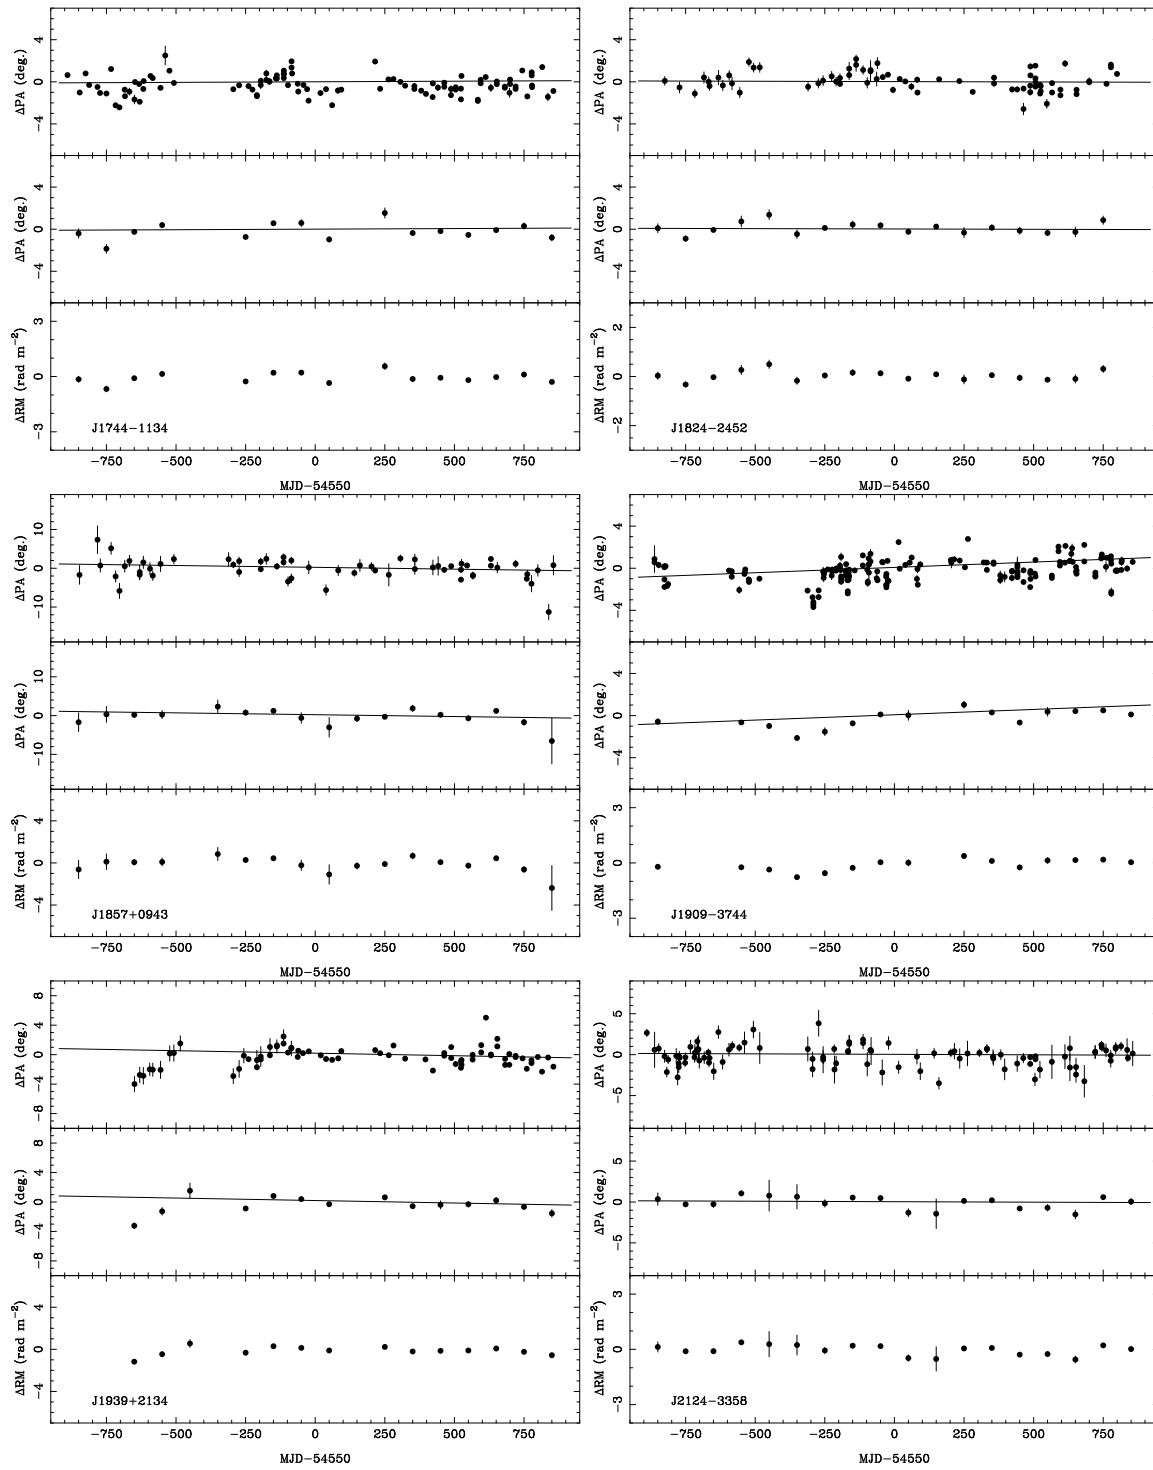 ΔPA (deg.)
4
0
−4
ΔPA (deg.)
4
0
−4
ΔRM (rad m⁻²)
3
0
−3
J1744−1134
−750 −500 −250 0 250 500 750
MJD−54550
ΔPA (deg.)
4
0
−4
ΔPA (deg.)
4
0
−4
ΔRM (rad m⁻²)
2
0
−2
J1824−2452
−750 −500 −250 0 250 500 750
MJD−54550
ΔPA (deg.)
10
0
−10
ΔPA (deg.)
10
0
−10
ΔRM (rad m⁻²)
4
0
−4
J1857+0943
−750 −500 −250 0 250 500 750
MJD−54550
ΔPA (deg.)
4
0
−4
ΔPA (deg.)
4
0
−4
ΔRM (rad m⁻²)
3
0
−3
J1909−3744
−750 −500 −250 0 250 500 750
MJD−54550
ΔPA (deg.)
8
4
0
−4
−8
ΔPA (deg.)
8
4
0
−4
−8
ΔRM (rad m⁻²)
4
0
−4
J1939+2134
−750 −500 −250 0 250 500 750
MJD−54550
ΔPA (deg.)
5
0
−5
ΔPA (deg.)
5
0
−5
ΔRM (rad m⁻²)
3
0
−3
J2124−3358
−750 −500 −250 0 250 500 750
MJD−54550